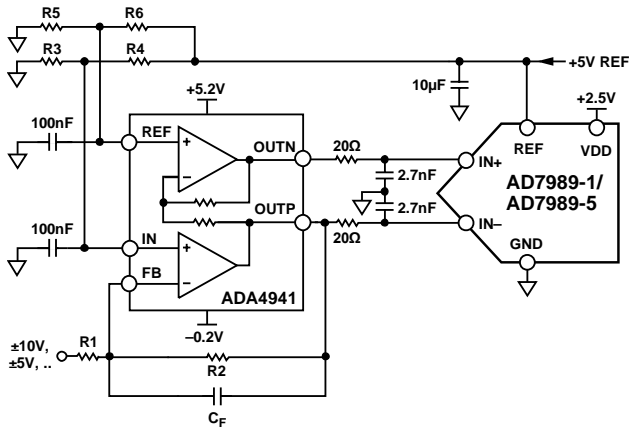 R5
R6
R3
R4
+5V REF
10µF
+5.2V
+2.5V
100nF
REF
OUTN
20Ω
IN+
REF
VDD
2.7nF
AD7989-1/
AD7989-5
2.7nF
OUTP
100nF
IN
20Ω
IN–
GND
FB
ADA4941
–0.2V
±10V,
±5V, ..
R1
R2
CF